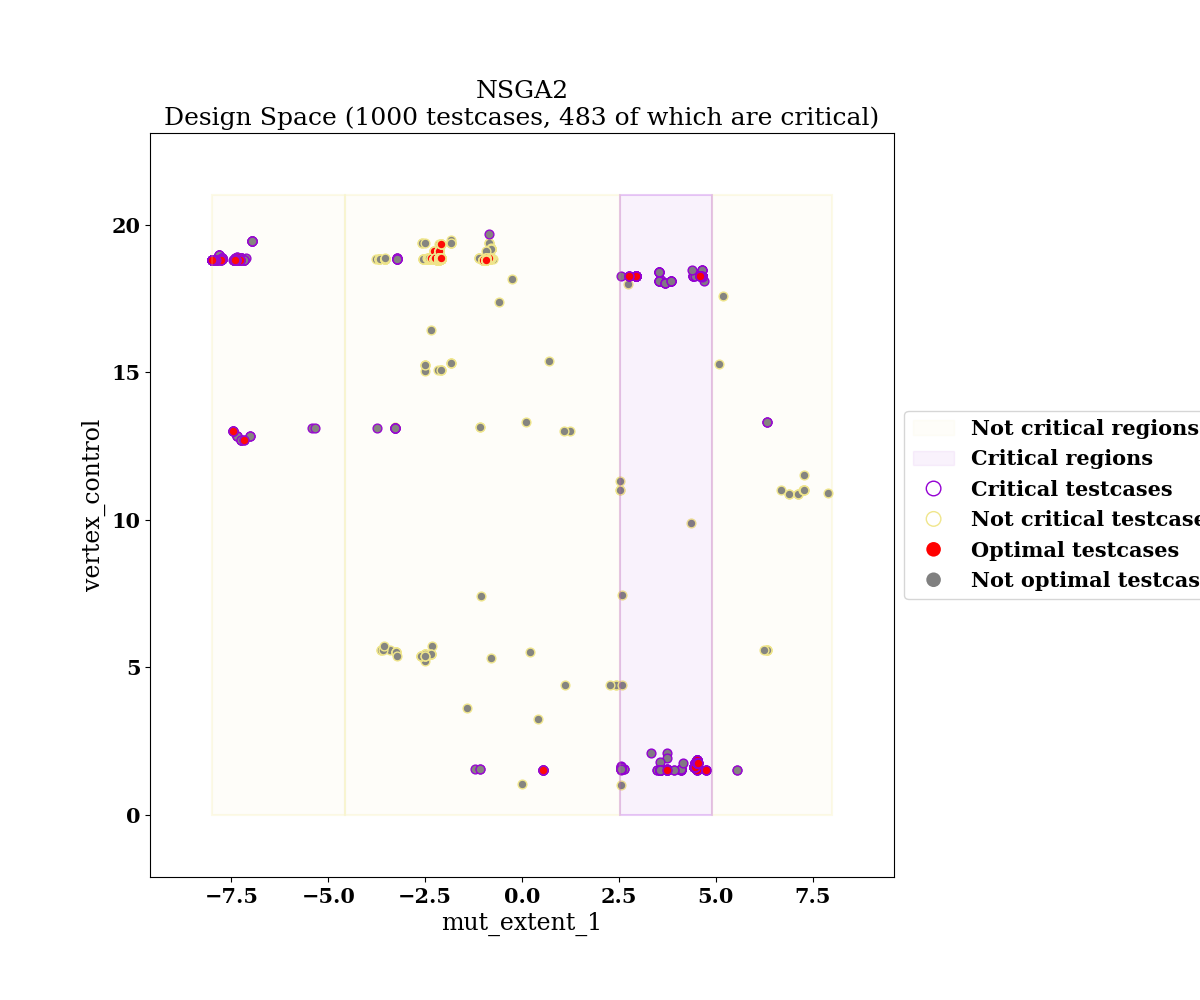 NSGA2
Design Space (1000 testcases, 483 of which are critical)
20
15
10
5
0
vertex_control
−7.5 −5.0 −2.5 0.0 2.5 5.0 7.5
mut_extent_1
Not critical regions
Critical regions
Critical testcases
Not critical testcase
Optimal testcases
Not optimal testcas